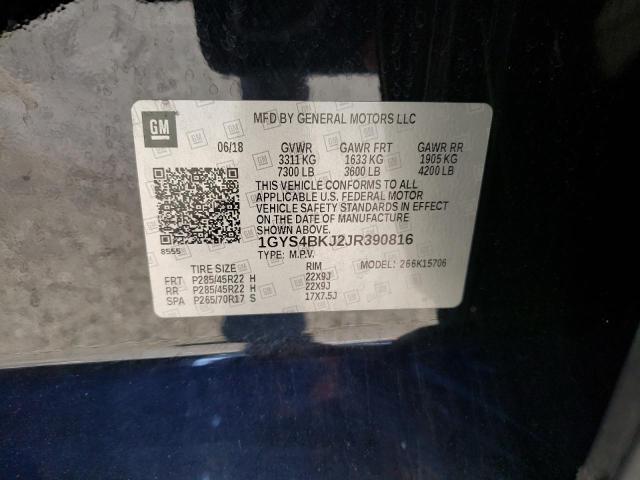 GM
MFD BY GENERAL MOTORS LLC
06/18 GVWR GAWR FRT GAWR RR
3311 KG 1633 KG 1905 KG
7300 LB 3600 LB 4200 LB
THIS VEHICLE CONFORMS TO ALL
APPLICABLE U.S. FEDERAL MOTOR
VEHICLE SAFETY STANDARDS IN EFFECT
ON THE DATE OF MANUFACTURE
SHOWN ABOVE.
8555 1GYS4BKJ2JR390816
TYPE: M.P.V. MODEL: 266K15706
TIRE SIZE RIM
FRT P285/45R22 H 22X9J
RR P285/45R22 H 22X9J
SPA P265/70R17 S 17X7.5J